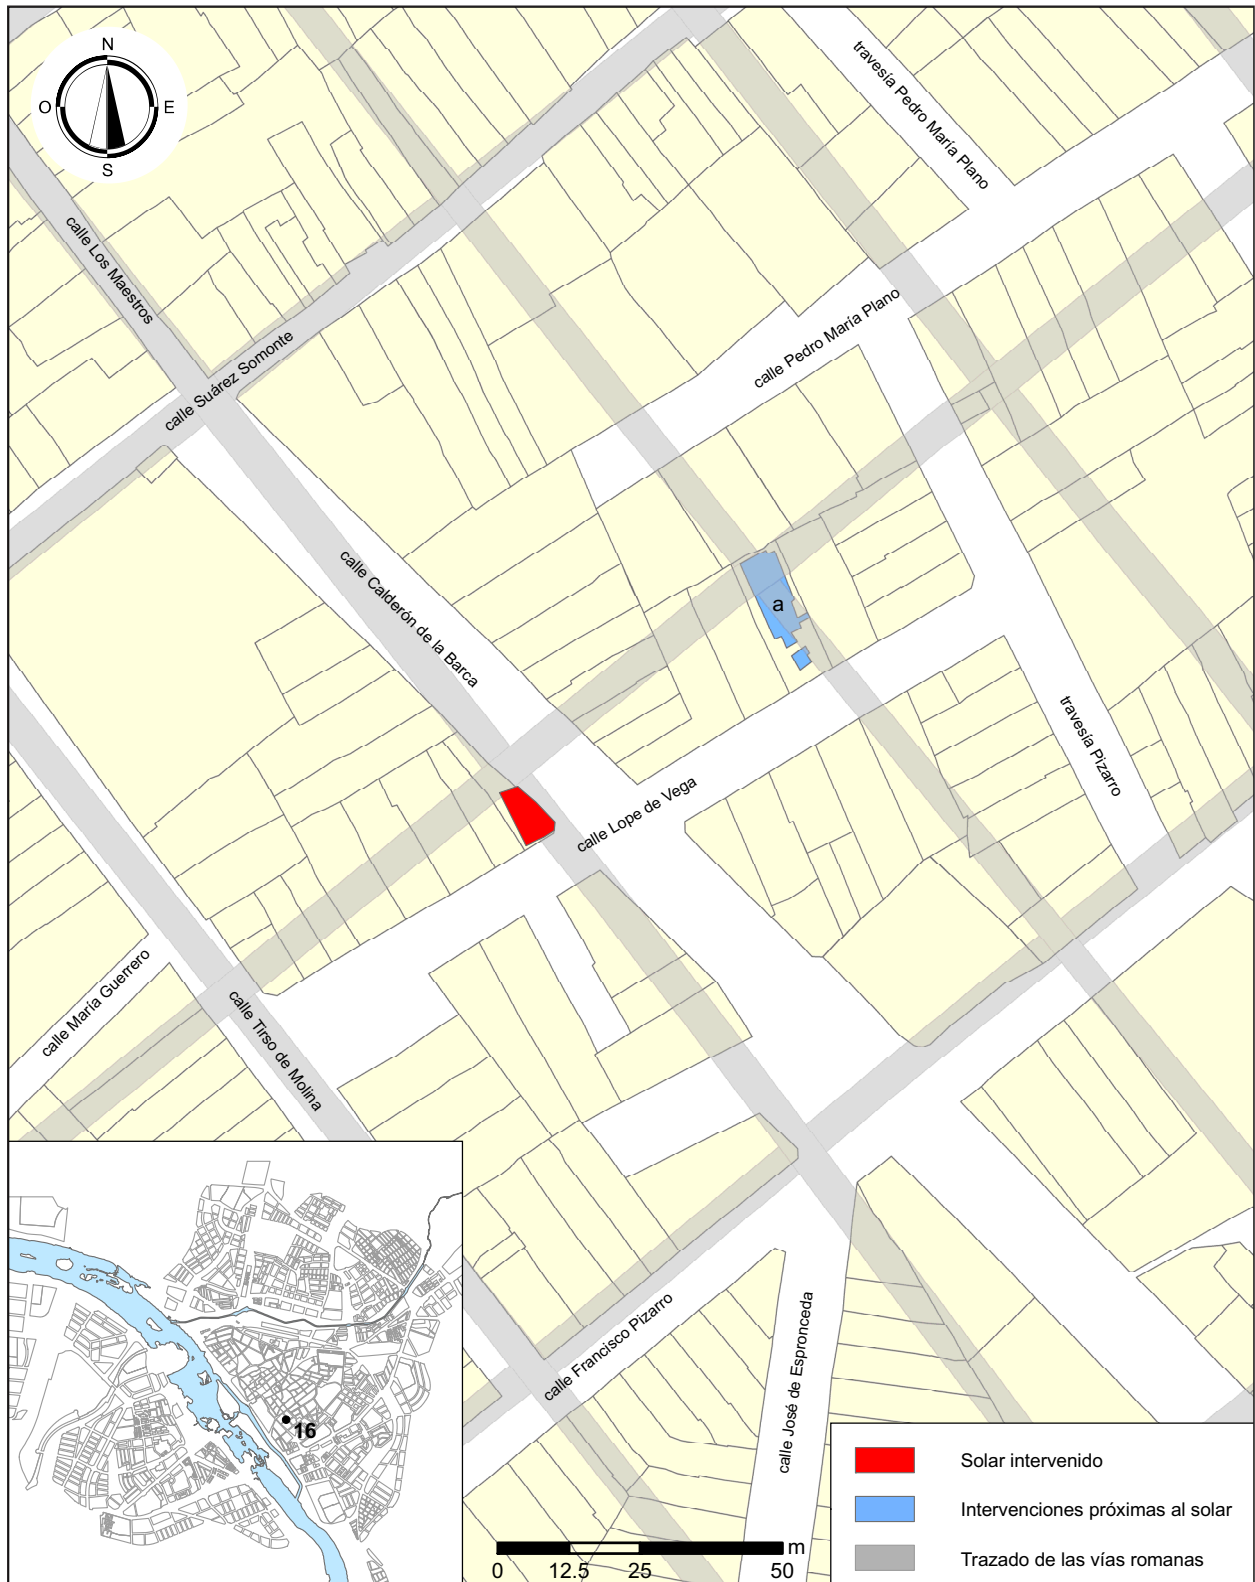 N
O
E
S
travesía Pedro María Plano
calle Los Maestros
calle Suárez Somonte
calle Pedro María Plano
calle Calderón de la Barca
a
travesía Pizarro
calle Lope de Vega
calle María Guerrero
calle Tirso de Molina
calle Francisco Pizarro
calle José de Espronceda
16
Solar intervenido
Intervenciones próximas al solar
Trazado de las vías romanas
m
0 12.5 25 50